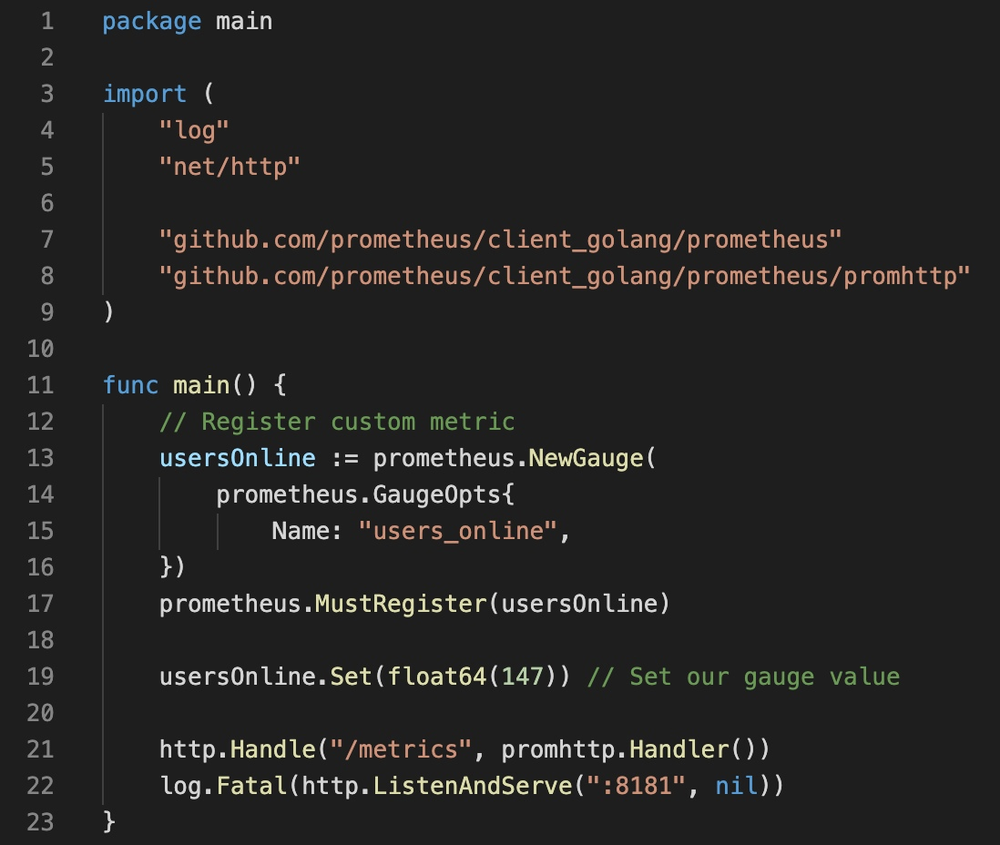 1 package main
2
3 import (
4     "log"
5     "net/http"
6
7     "github.com/prometheus/client_golang/prometheus"
8     "github.com/prometheus/client_golang/prometheus/promhttp"
9 )
10
11 func main() {
12     // Register custom metric
13     usersOnline := prometheus.NewGauge(
14         prometheus.GaugeOpts{
15             Name: "users_online",
16     })
17     prometheus.MustRegister(usersOnline)
18
19     usersOnline.Set(float64(147)) // Set our gauge value
20
21     http.Handle("/metrics", promhttp.Handler())
22     log.Fatal(http.ListenAndServe(":8181", nil))
23 }